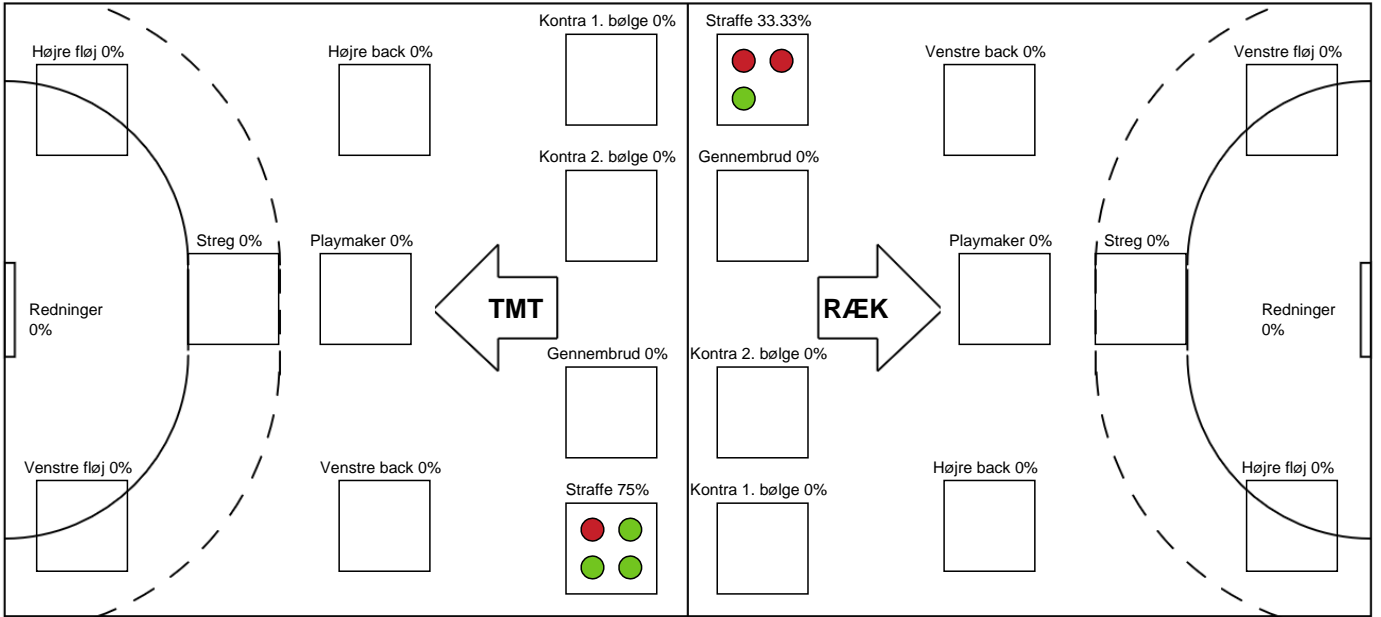 Kontra 1. bølge 0%
Straffe 33.33%
Højre fløj 0%
Højre back 0%
Venstre back 0%
Venstre fløj 0%
Kontra 2. bølge 0%
Gennembrud 0%
Streg 0%
Playmaker 0%
Playmaker 0%
Streg 0%
Redninger
0%
TMT
RÆK
Redninger
0%
Gennembrud 0%
Kontra 2. bølge 0%
Venstre fløj 0%
Venstre back 0%
Højre back 0%
Højre fløj 0%
Straffe 75%
Kontra 1. bølge 0%